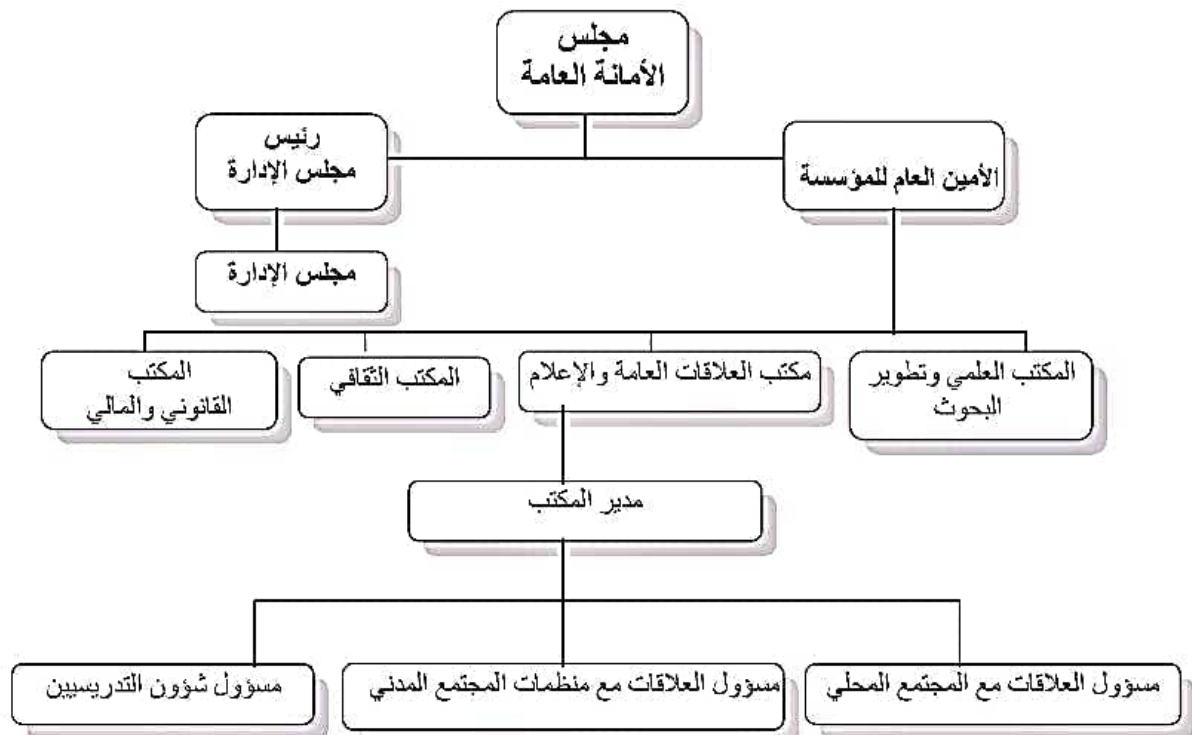 مجلس
الأمانة العامة
الأمين العام للمؤسسة
رئيس
مجلس الإدارة
مجلس الإدارة
المكتب العلمي وتطوير
البحوث
مكتب العلاقات العامة والإعلام
المكتب الثقافي
المكتب
القانوني والمالي
مدير المكتب
مسؤول العلاقات مع المجتمع المحلي
مسؤول العلاقات مع منظمات المجتمع المدني
مسؤول شؤون التدريسيين